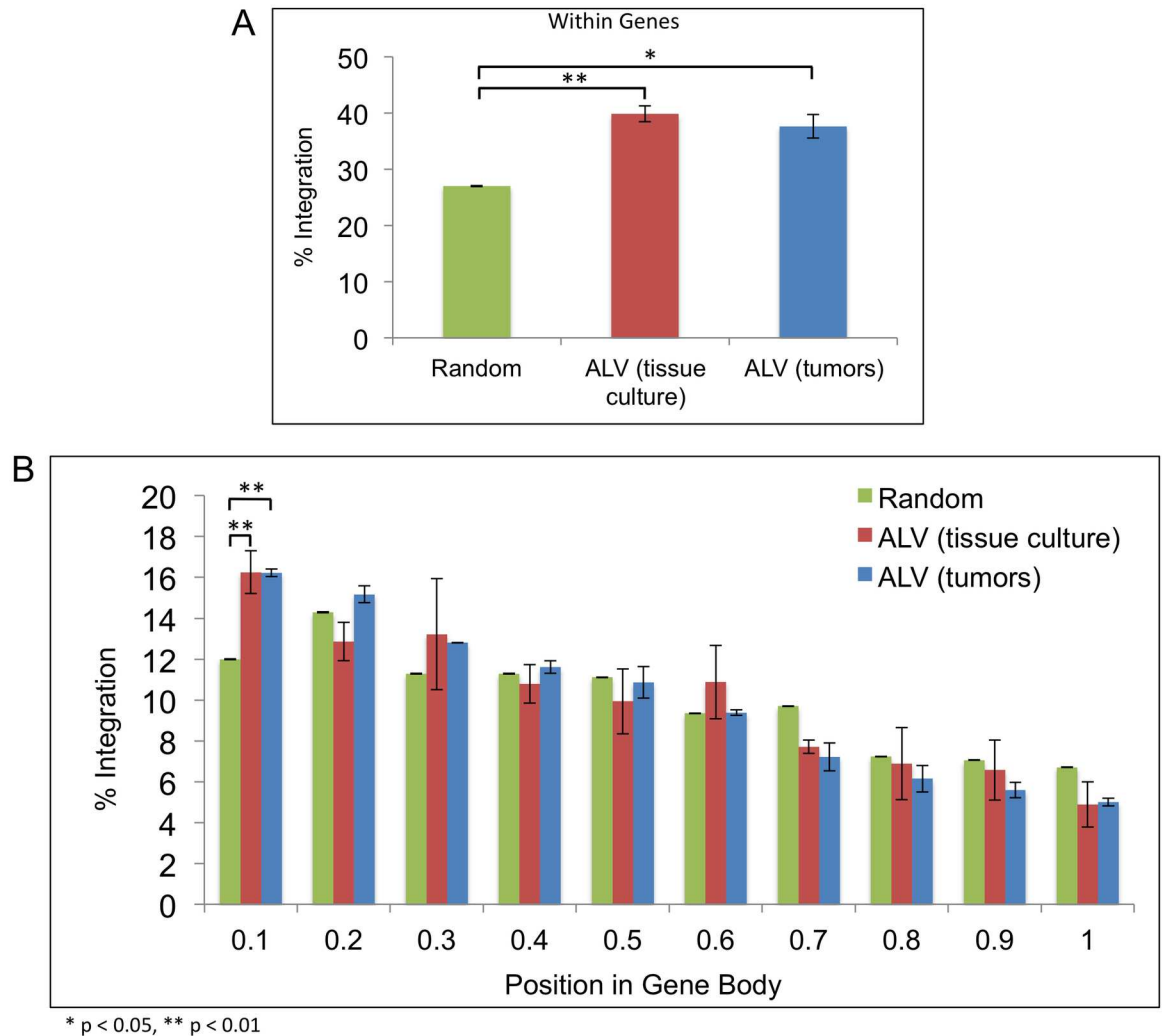 A
Within Genes
50
40
30
20
10
0
% Integration
*
**
Random
ALV (tissue
culture)
ALV (tumors)
B
20
18
16
14
12
10
8
6
4
2
0
% Integration
**
**
Random
ALV (tissue culture)
ALV (tumors)
0.1 0.2 0.3 0.4 0.5 0.6 0.7 0.8 0.9 1
Position in Gene Body
* p < 0.05, ** p < 0.01